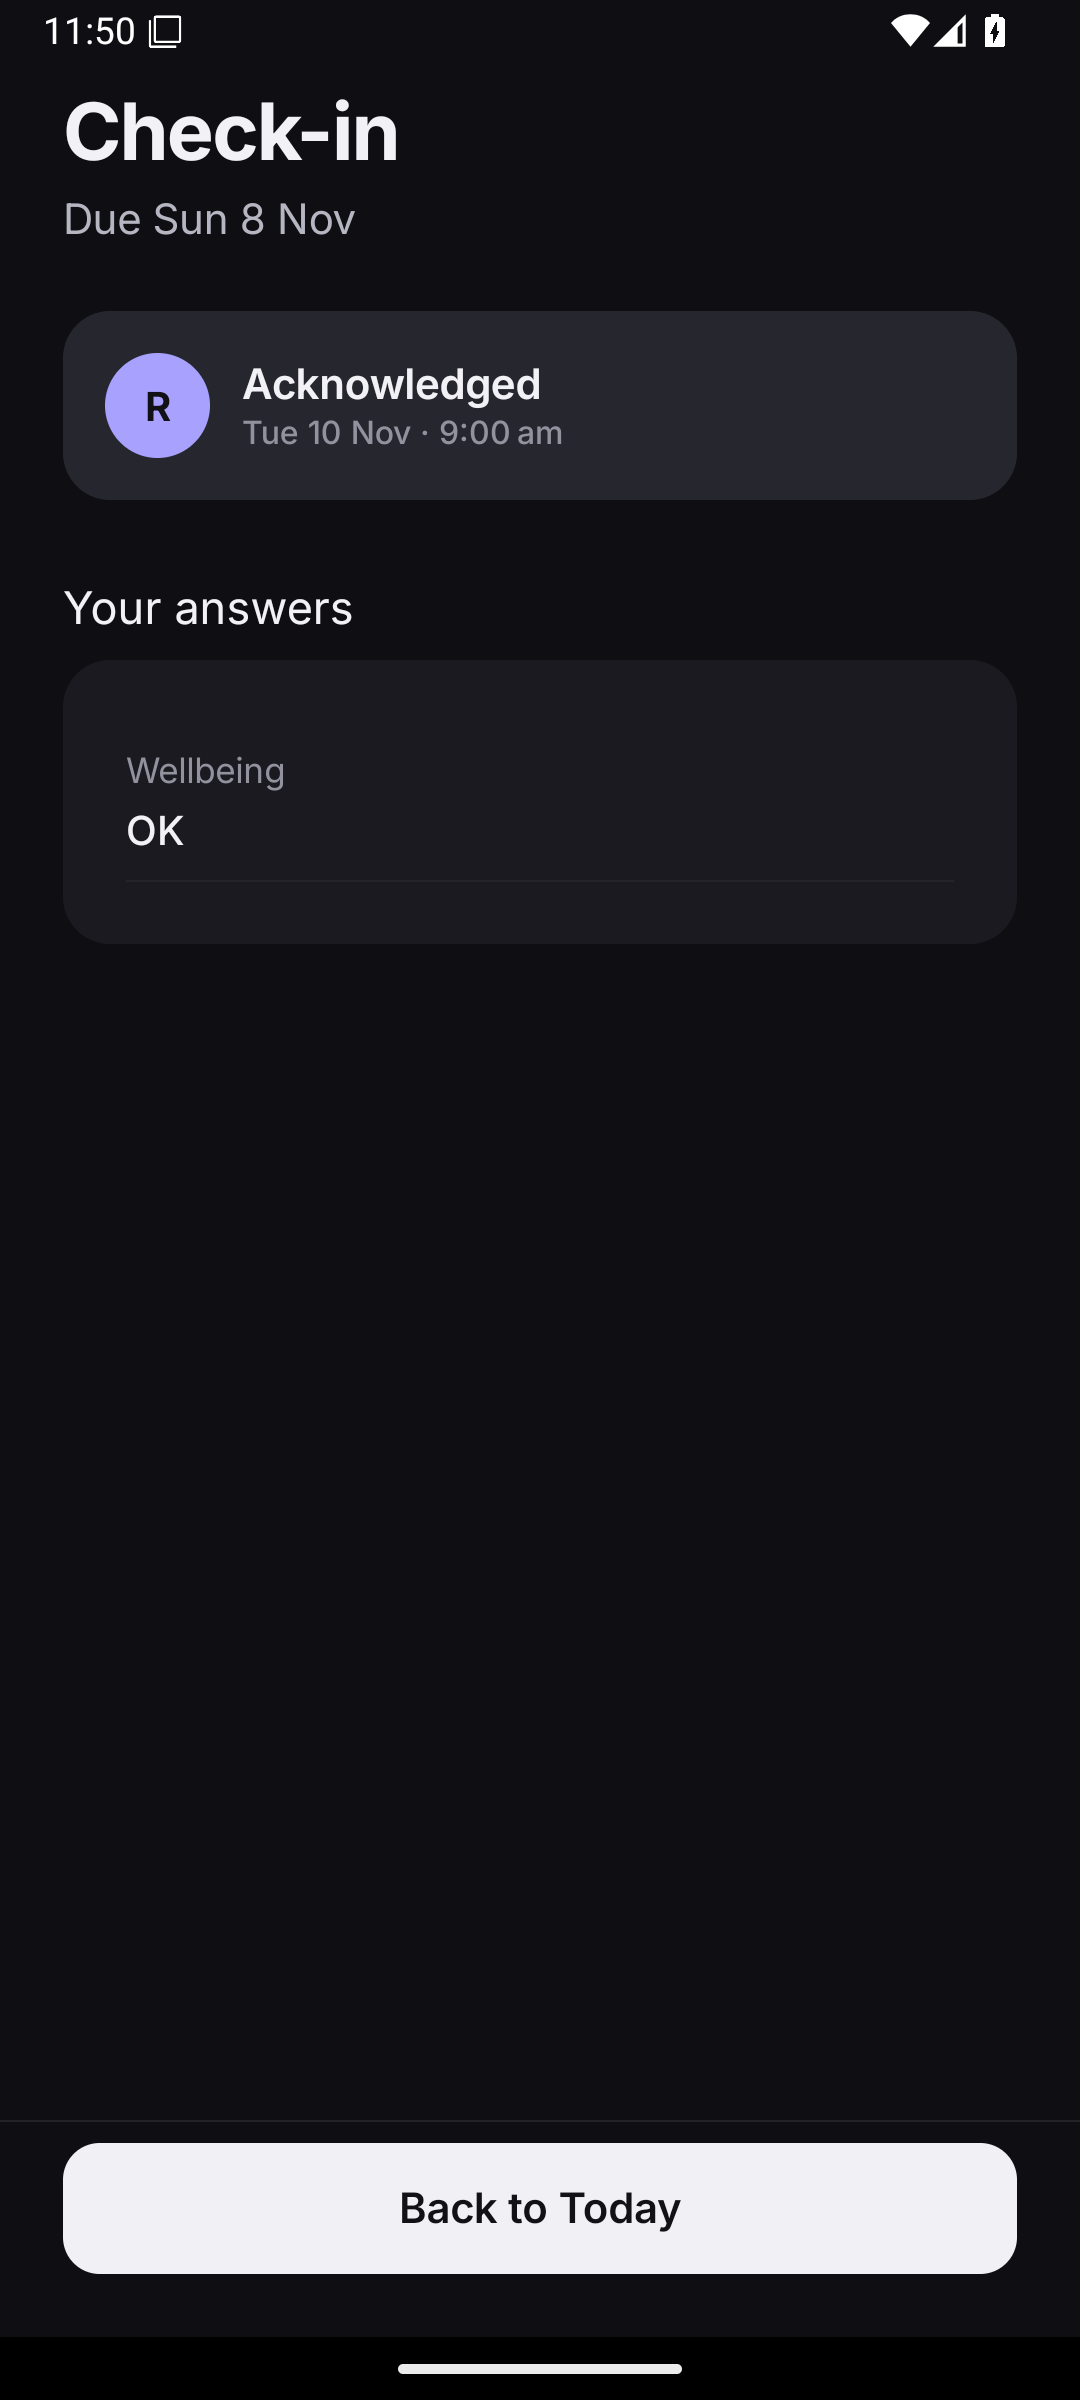 11:50
Check-in
Due Sun 8 Nov
R
Acknowledged
Tue 10 Nov · 9:00 am
Your answers
Wellbeing
OK
Back to Today